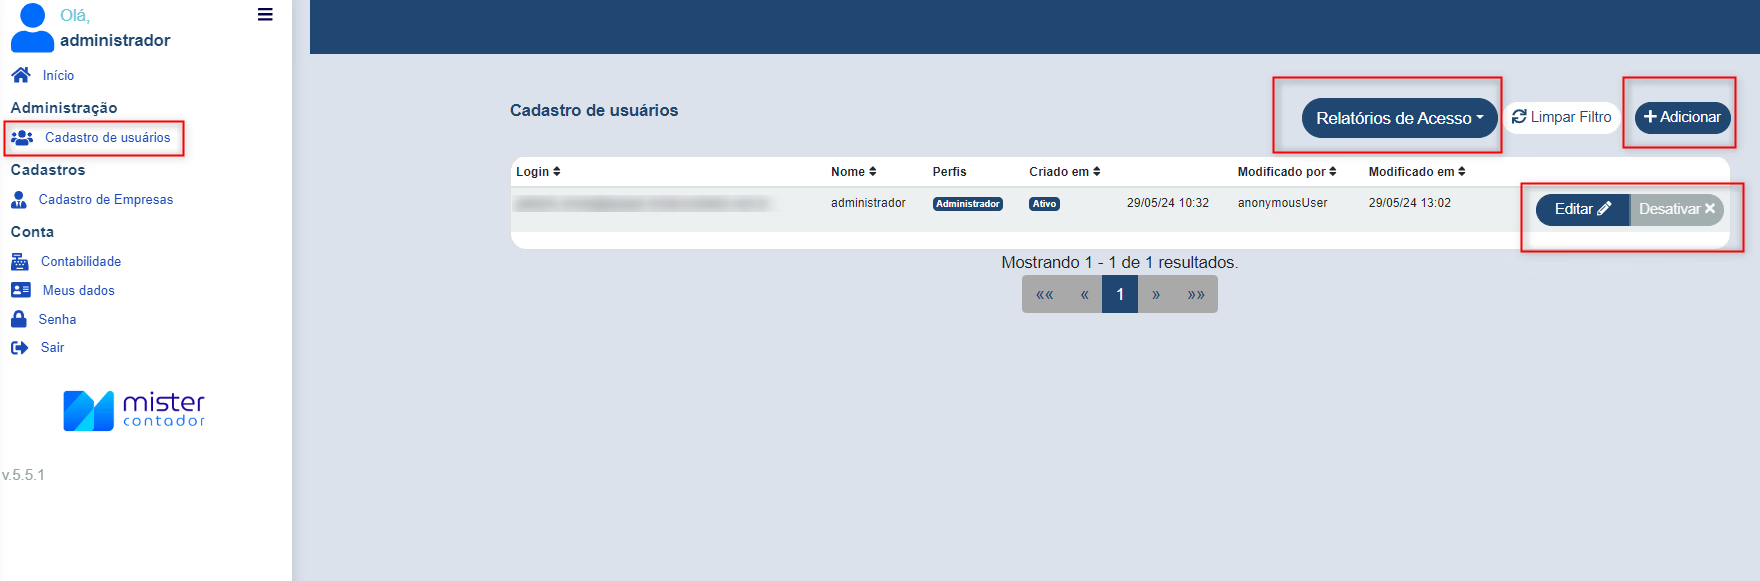 Olá,
administrador
Início
Administração
Cadastro de usuários
Cadastros
Cadastro de Empresas
Conta
Contabilidade
Meus dados
Senha
Sair
mister
contador
v.5.5.1
Cadastro de usuários
Relatórios de Acesso
Limpar Filtro
+ Adicionar
Login Nome Perfis Criado em Modificado por Modificado em
administrador Administrador Ativo 29/05/24 10:32 anonymousUser 29/05/24 13:02 Editar Desativar ×
Mostrando 1 - 1 de 1 resultados.
«« « 1 » »»